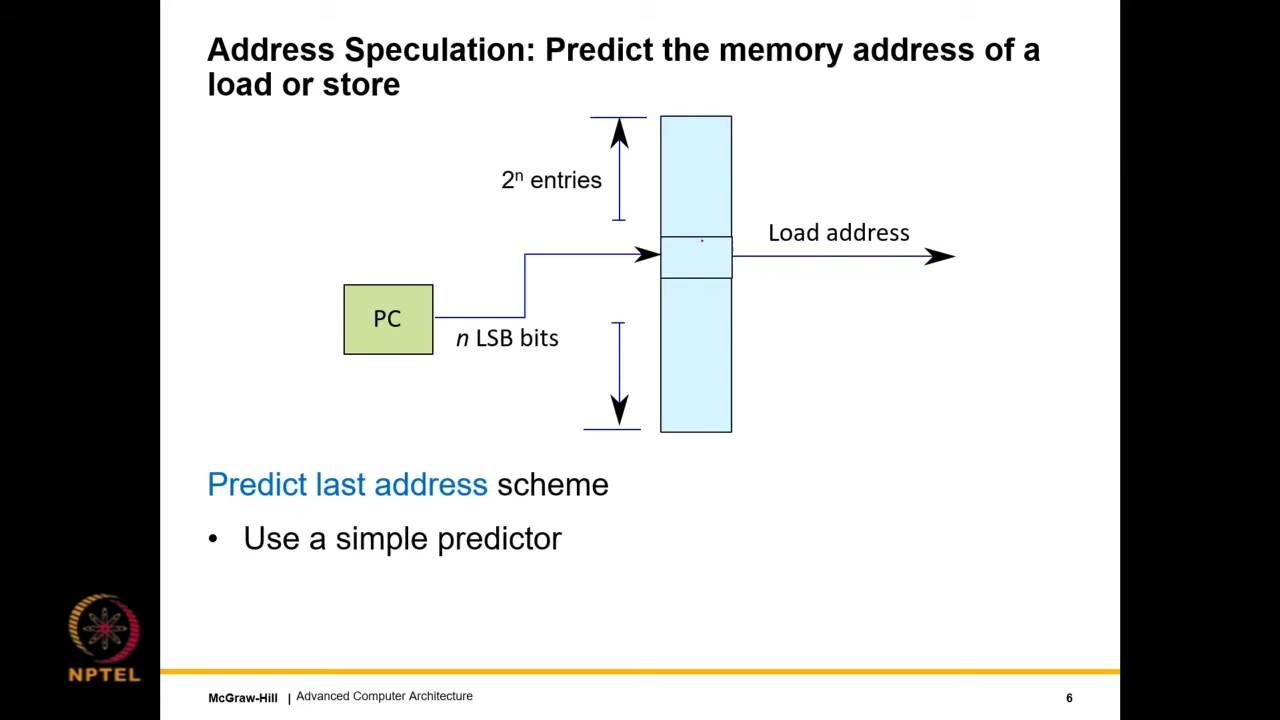 Address Speculation: Predict the memory address of a
load or store
2ⁿ entries
Load address
PC
n LSB bits
Predict last address scheme
• Use a simple predictor
NPTEL
McGraw-Hill | Advanced Computer Architecture
6